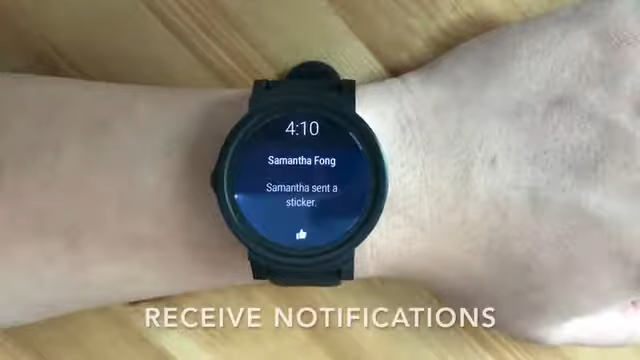 4:10
Samantha Fong
Samantha sent a
sticker.
RECEIVE NOTIFICATIONS